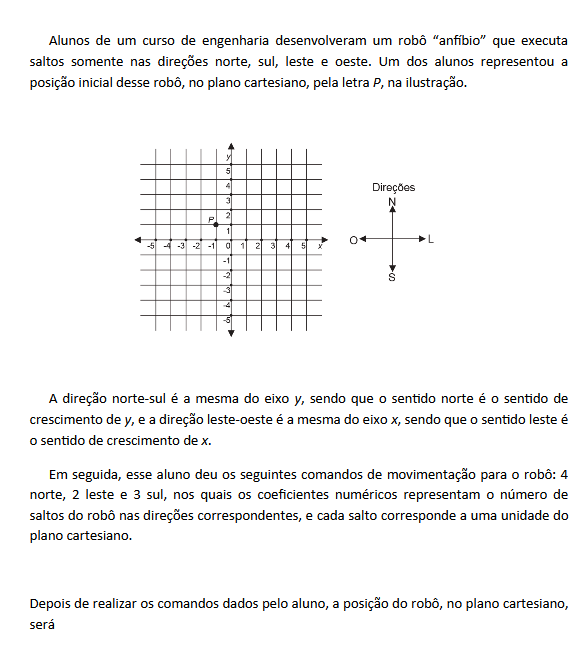 Alunos de um curso de engenharia desenvolveram um robô “anfíbio” que executa
saltos somente nas direções norte, sul, leste e oeste. Um dos alunos representou a
posição inicial desse robô, no plano cartesiano, pela letra P, na ilustração.
y
5
4
3
2
1
P
-5 -4 -3 -2 -1 0 1 2 3 4 5 x
-1
-2
-3
-4
-5
Direções
N
O L
S
A direção norte-sul é a mesma do eixo y, sendo que o sentido norte é o sentido de
crescimento de y, e a direção leste-oeste é a mesma do eixo x, sendo que o sentido leste é
o sentido de crescimento de x.
Em seguida, esse aluno deu os seguintes comandos de movimentação para o robô: 4
norte, 2 leste e 3 sul, nos quais os coeficientes numéricos representam o número de
saltos do robô nas direções correspondentes, e cada salto corresponde a uma unidade do
plano cartesiano.
Depois de realizar os comandos dados pelo aluno, a posição do robô, no plano cartesiano,
será